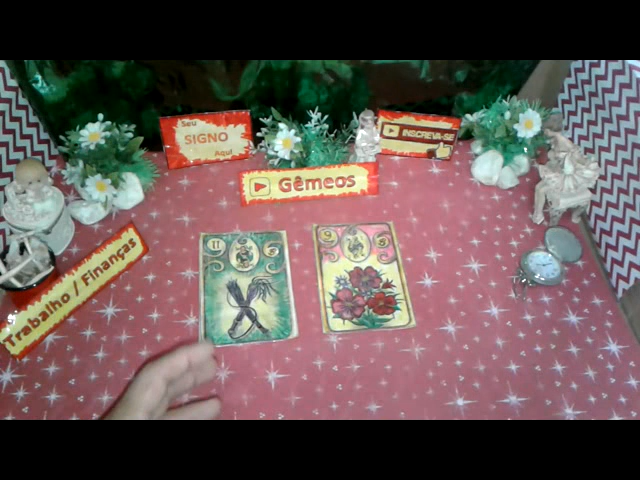 Seu
SIGNO
Aqui
INSCREVA-SE
Gêmeos
Trabalho / Finanças
11
9